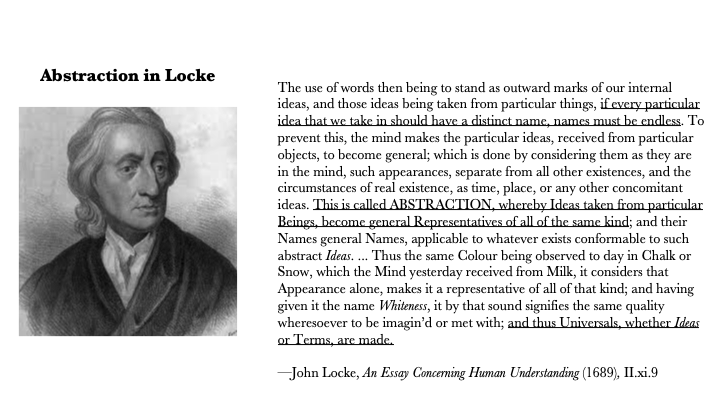 Abstraction in Locke
The use of words then being to stand as outward marks of our internal
ideas, and those ideas being taken from particular things, if every particular
idea that we take in should have a distinct name, names must be endless. To
prevent this, the mind makes the particular ideas, received from particular
objects, to become general; which is done by considering them as they are
in the mind, such appearances, separate from all other existences, and the
circumstances of real existence, as time, place, or any other concomitant
ideas. This is called ABSTRACTION, whereby Ideas taken from particular
Beings, become general Representatives of all of the same kind; and their
Names general Names, applicable to whatever exists conformable to such
abstract Ideas. ... Thus the same Colour being observed to day in Chalk or
Snow, which the Mind yesterday received from Milk, it considers that
Appearance alone, makes it a representative of all of that kind; and having
given it the name Whiteness, it by that sound signifies the same quality
wheresoever to be imagin'd or met with; and thus Universals, whether Ideas
or Terms, are made.
—John Locke, An Essay Concerning Human Understanding (1689), II.xi.9